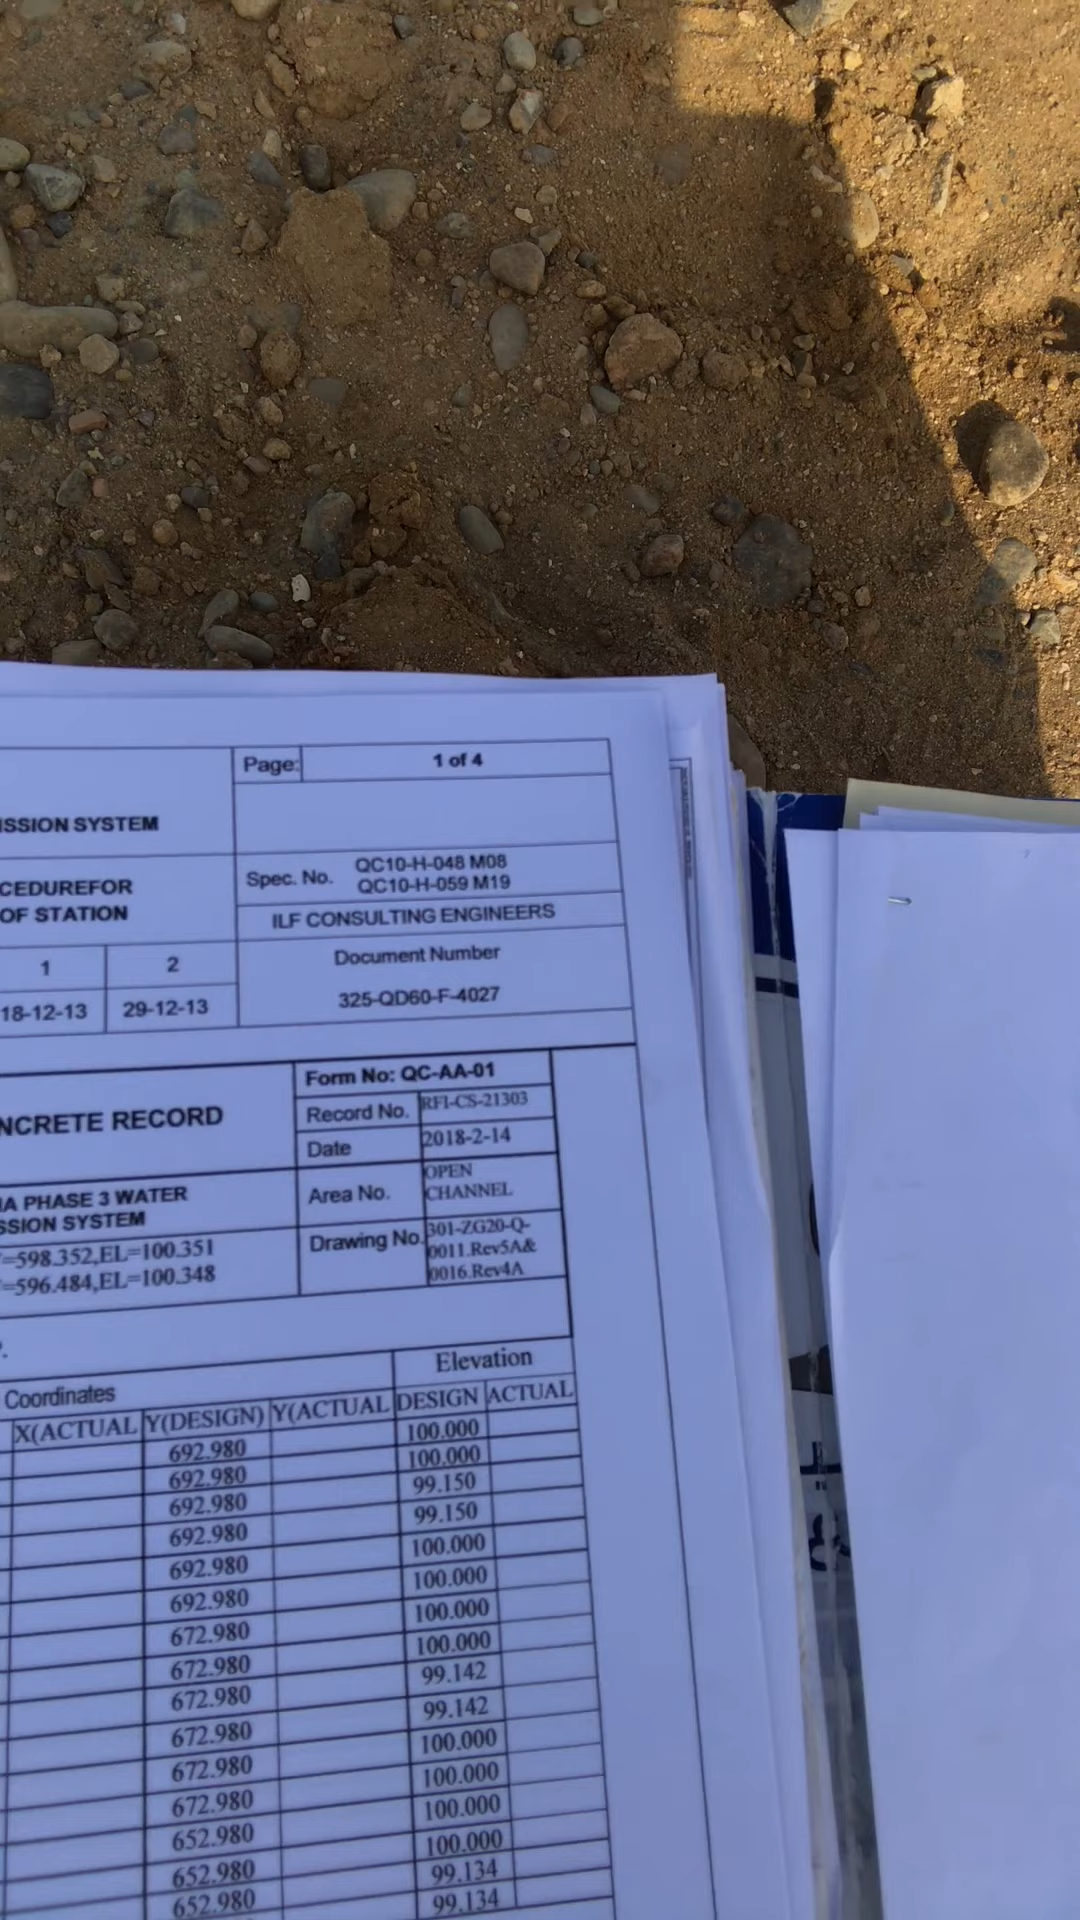 Page: 1 of 4
ISSION SYSTEM
Spec. No. QC10-H-048 M08
QC10-H-059 M19
CEDUREFOR
OF STATION
ILF CONSULTING ENGINEERS
1 2
Document Number
18-12-13 29-12-13
325-QD60-F-4027
NCRETE RECORD
Form No: QC-AA-01
Record No. RFI-CS-21303
Date 2018-2-14
IA PHASE 3 WATER
SSION SYSTEM
Area No. OPEN
CHANNEL
=598.352,EL=100.351
=596.484,EL=100.348
Drawing No. 301-ZG20-Q-
0011.Rev5A&
0016.Rev4A
Coordinates Elevation
X(ACTUAL Y(DESIGN) Y(ACTUAL DESIGN ACTUAL
692.980 100.000
692.980 100.000
692.980 99.150
692.980 99.150
692.980 100.000
692.980 100.000
672.980 100.000
672.980 100.000
672.980 99.142
672.980 99.142
672.980 100.000
672.980 100.000
652.980 100.000
652.980 100.000
652.980 99.134
99.134